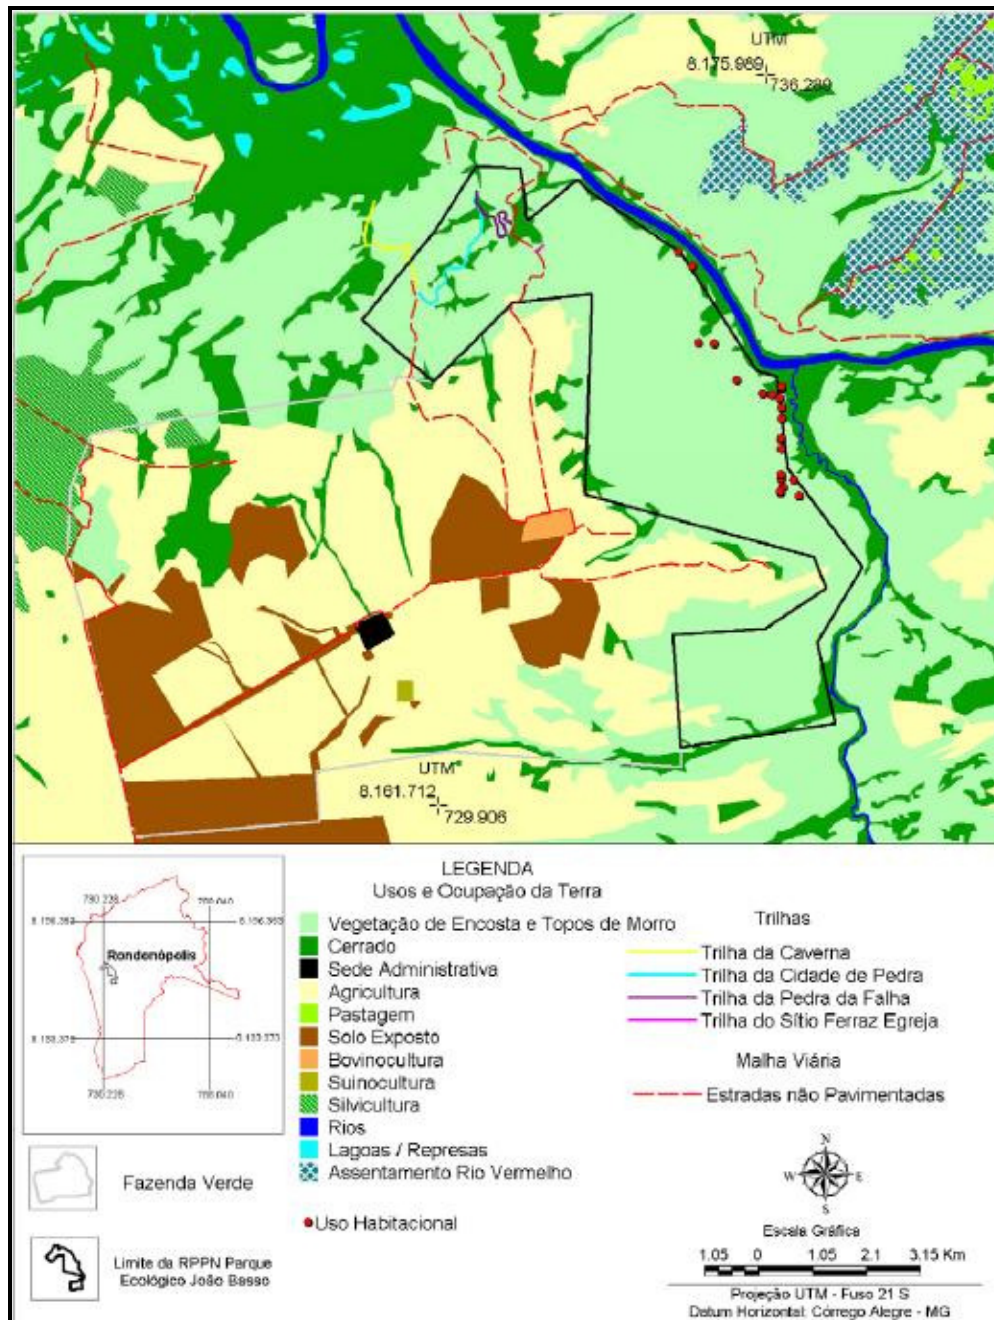 UTM
8.175.989
736.289
UTM
8.161.712
729.906
LEGENDA
Usos e Ocupação da Terra
Vegetação de Encosta e Topos de Morro
Cerrado
Sede Administrativa
Agricultura
Pastagem
Solo Exposto
Bovinocultura
Suinocultura
Silvicultura
Rios
Lagoas / Represas
Assentamento Rio Vermelho
Uso Habitacional
Trilhas
Trilha da Caverna
Trilha da Cidade de Pedra
Trilha da Pedra da Falha
Trilha do Sítio Ferraz Egreja
Malha Viária
Estradas não Pavimentadas
Rondonópolis
Fazenda Verde
Limite da RPPN Parque
Ecológico João Basso
N
W E
S
Escala Gráfica
1.05 0 1.05 2.1 3.15 Km
Projeção UTM - Fuso 21 S
Datum Horizontal: Córrego Alegre - MG